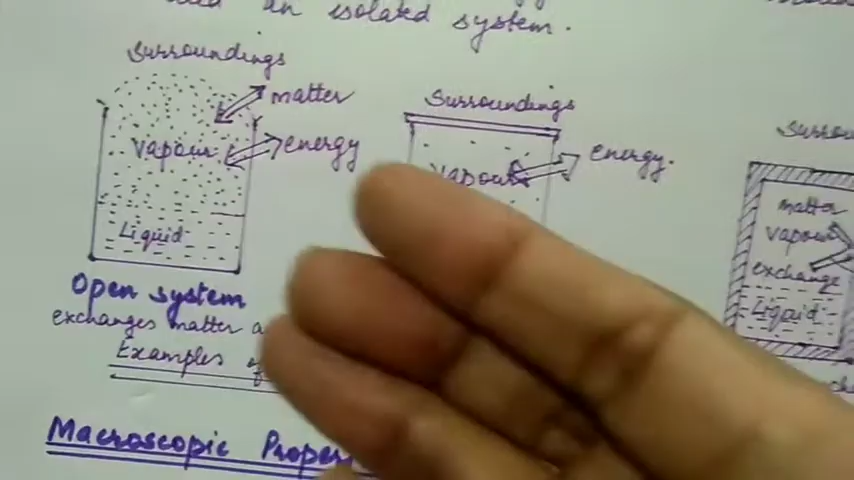 an isolated system.
Surroundings
matter
vapour
energy
Liquid
Open system
exchanges matter
Examples
Surroundings
vapour
energy.
matter
vapour
exchange
Liquid
Macroscopic